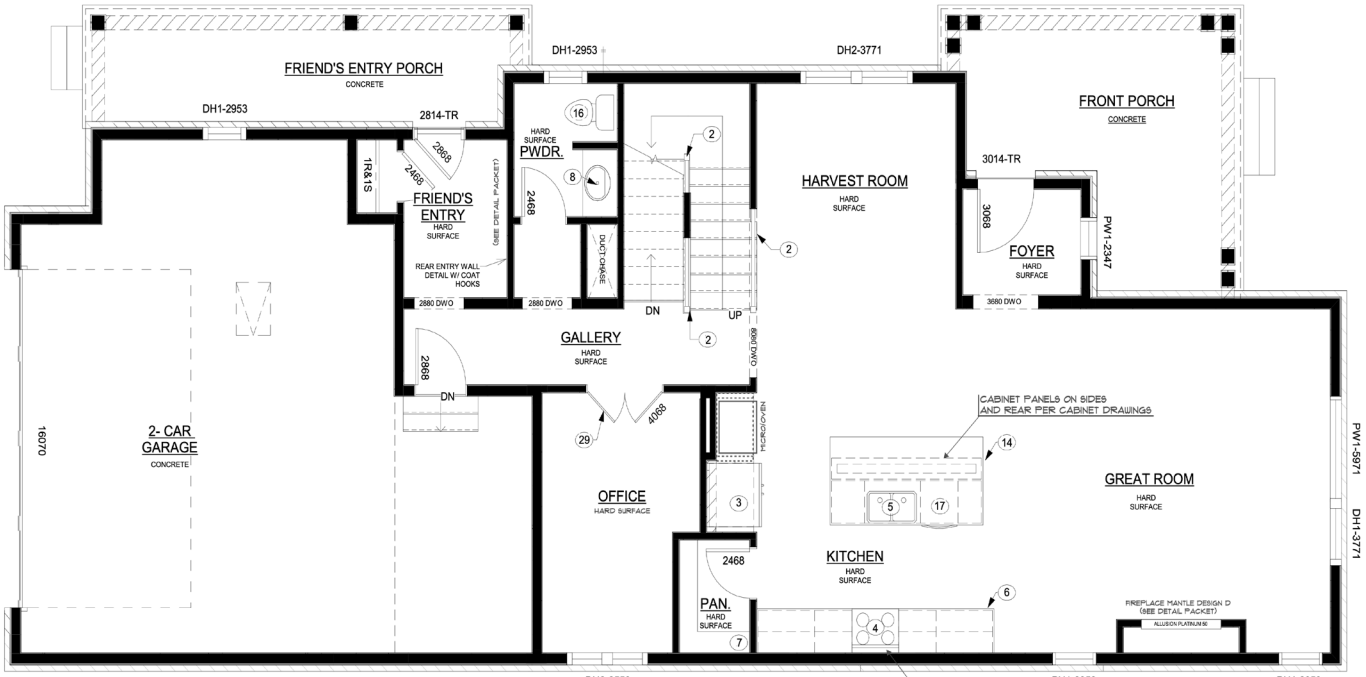 DH1-2953
DH2-3771
FRIEND'S ENTRY PORCH
CONCRETE
DH1-2953
2814-TR
FRONT PORCH
CONCRETE
16
HARD
SURFACE
PWDR.
2
2868
2468
1R&1S
FRIEND'S
ENTRY
HARD
SURFACE
(SEE DETAIL PACKET)
8
2468
3014-TR
HARVEST ROOM
HARD
SURFACE
3068
FOYER
HARD
SURFACE
PW1-2347
DUCT CHASE
2
REAR ENTRY WALL
DETAIL W/ COAT
HOOKS
2880 DWO
2880 DWO
3680 DWO
DN
UP
GALLERY
HARD
SURFACE
2
8080 DWO
2868
DN
CABINET PANELS ON SIDES
AND REAR PER CABINET DRAWINGS
4068
29
MICRO/OVEN
14
16070
2- CAR
GARAGE
CONCRETE
PW1-5971
OFFICE
HARD SURFACE
3
5
17
GREAT ROOM
HARD
SURFACE
DH1-3771
2468
KITCHEN
HARD
SURFACE
PAN.
HARD
SURFACE
7
6
4
FIREPLACE MANTLE DESIGN D
(SEE DETAIL PACKET)
ALLUSION PLATINUM 50